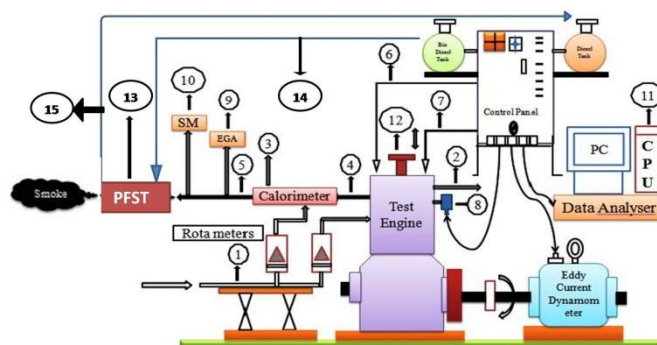 Bio
Diesel
Tank
Diesel
Tank
6
10
9
15
13
14
12
7
11
Control Panel
SM
EGA
3
5
4
2
PC
CPU
Smoke
PFST
Calorimeter
Test
Engine
8
Data Analyser
Rota meters
1
Eddy
Current
Dynamom
eter